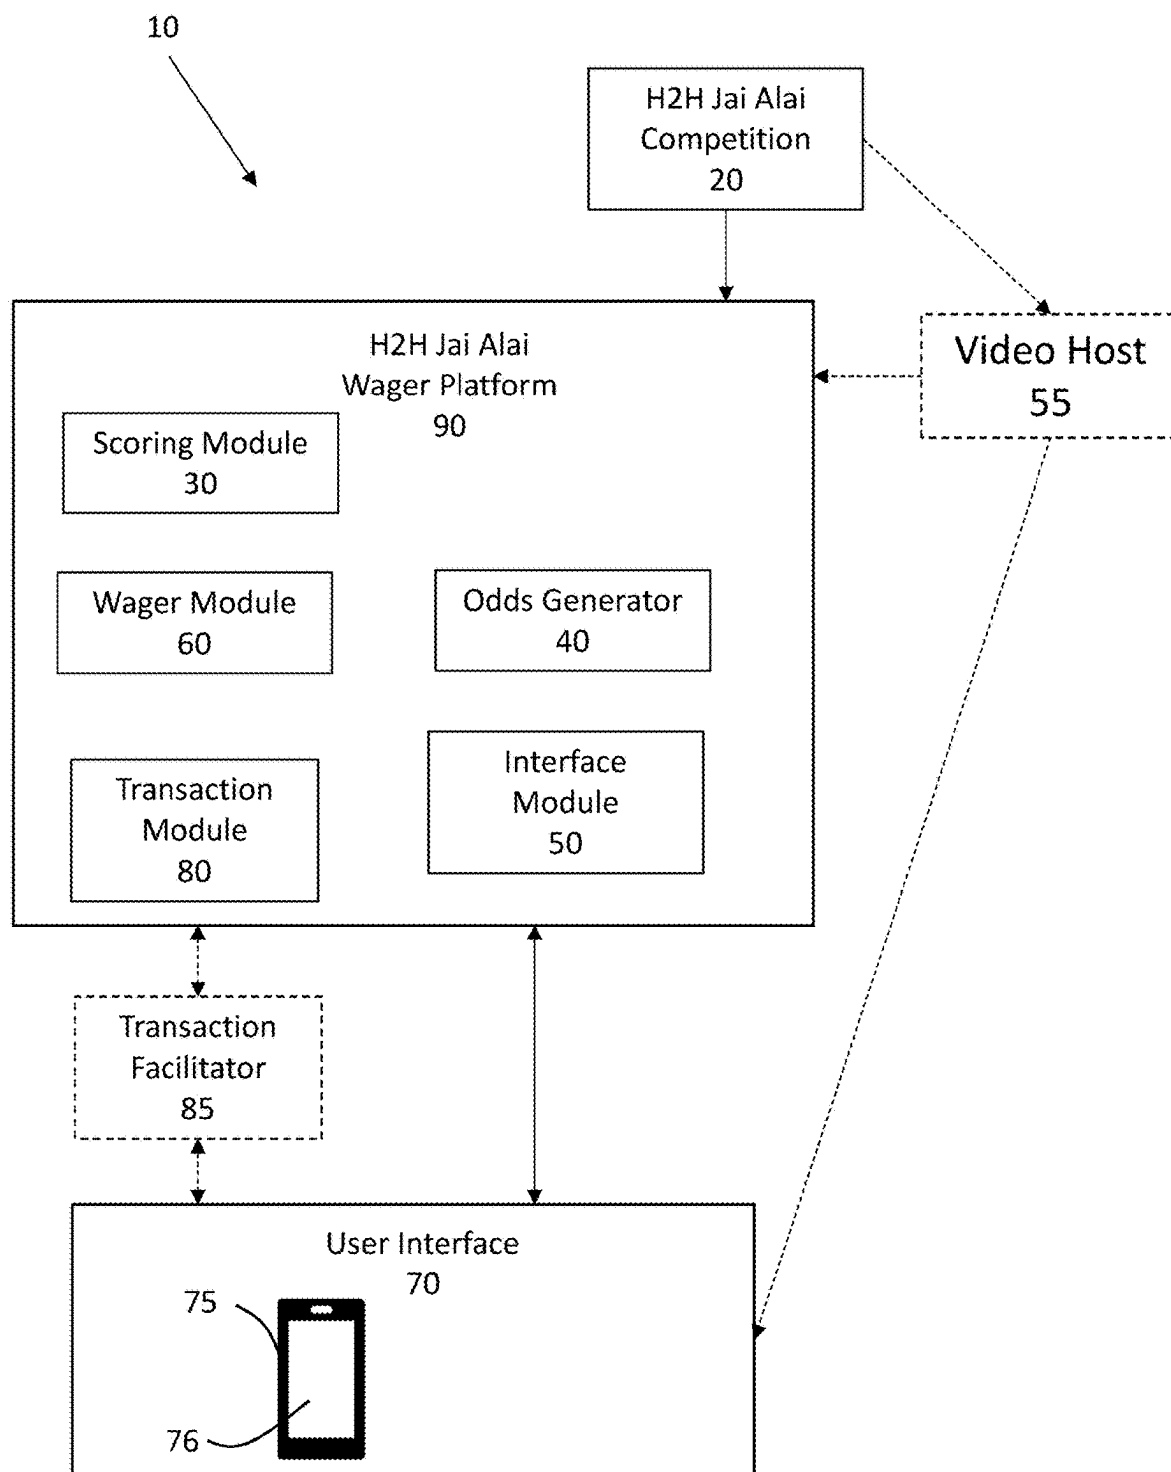 10
H2H Jai Alai
Competition
20
H2H Jai Alai
Wager Platform
90
Video Host
55
Scoring Module
30
Wager Module
60
Odds Generator
40
Transaction
Module
80
Interface
Module
50
Transaction
Facilitator
85
User Interface
70
75
76